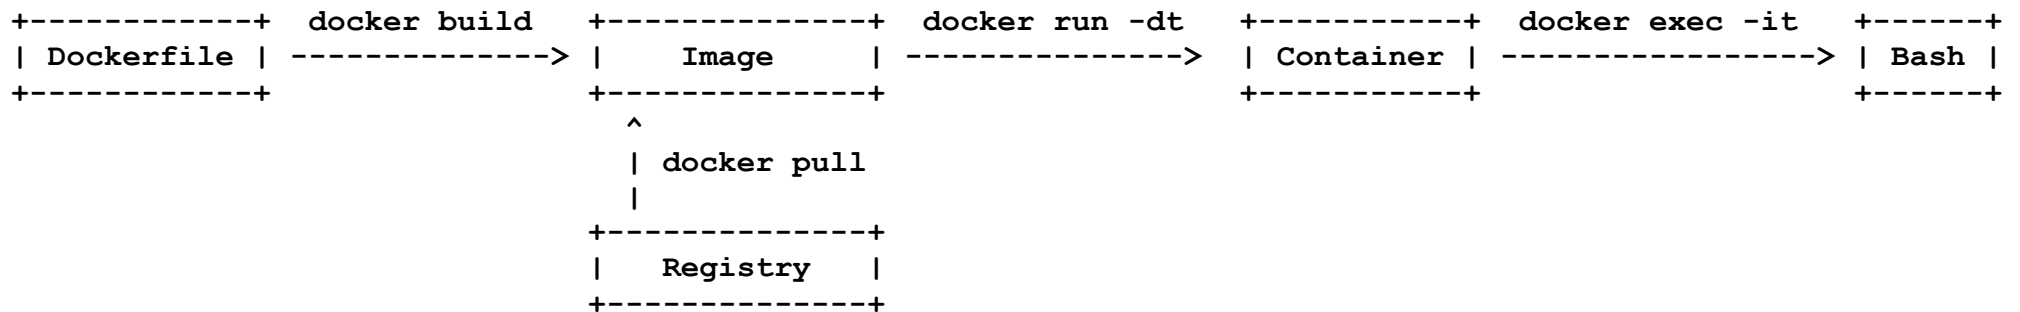 +------------+  docker build   +--------------+  docker run -dt   +-----------+  docker exec -it   +------+
| Dockerfile | --------------> |    Image     | --------------->  | Container | -----------------> | Bash |
+------------+                 +--------------+                   +-----------+                    +------+
                                 ^
                                 | docker pull
                                 |
                               +--------------+
                               |   Registry   |
                               +--------------+